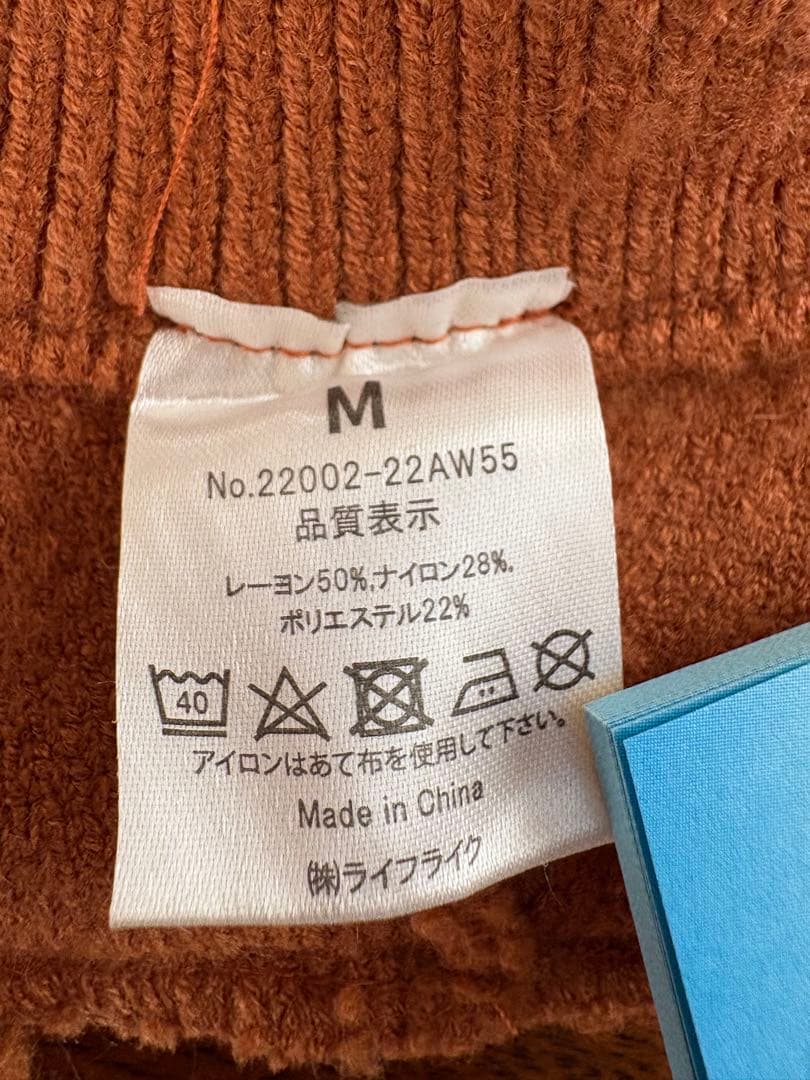 M
No.22002-22AW55
品質表示
レーヨン50%,ナイロン28%,
ポリエステル22%
40
アイロンはあて布を使用して下さい。
Made in China
(株)ライフライク